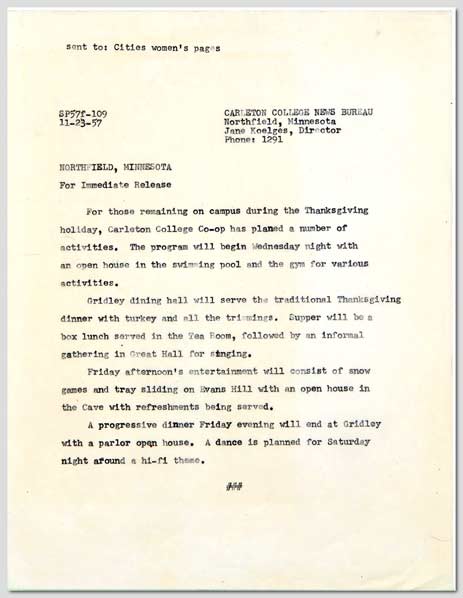 sent to: Cities women's pages
SP57f-109
11-23-57
CARLETON COLLEGE NEWS BUREAU
Northfield, Minnesota
Jane Koelges, Director
Phone: 1291
NORTHFIELD, MINNESOTA
For Immediate Release
For those remaining on campus during the Thanksgiving
holiday, Carleton College Co-op has planed a number of
activities. The program will begin Wednesday night with
an open house in the swimming pool and the gym for various
activities.
Gridley dining hall will serve the traditional Thanksgiving
dinner with turkey and all the trimmings. Supper will be a
box lunch served in the Tea Room, followed by an informal
gathering in Great Hall for singing.
Friday afternoon's entertainment will consist of snow
games and tray sliding on Evans Hill with an open house in
the Cave with refreshments being served.
A progressive dinner Friday evening will end at Gridley
with a parlor open house. A dance is planned for Saturday
night around a hi-fi theme.
###